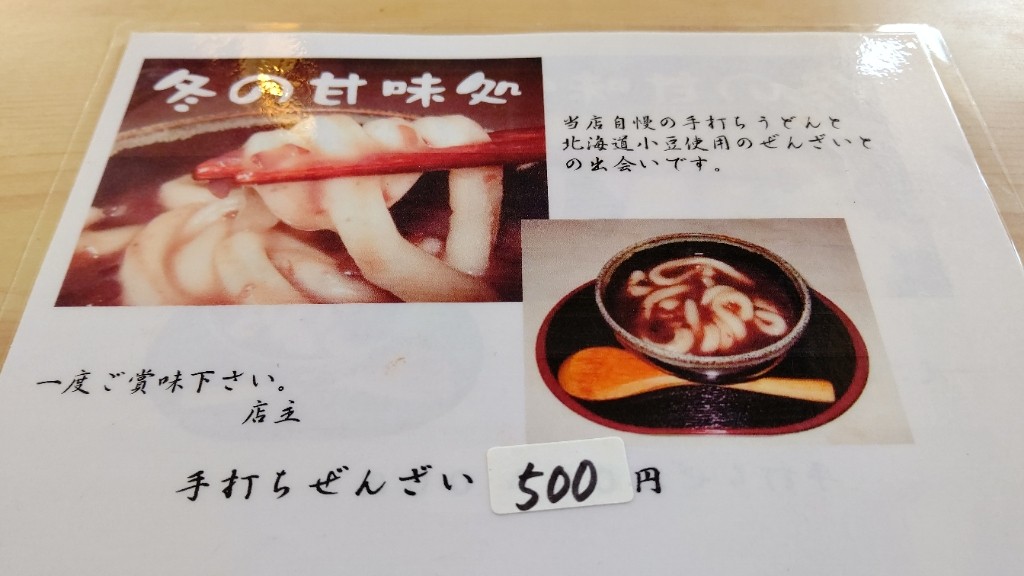 冬の甘味処
当店自慢の手打ちうどんと
北海道小豆使用のぜんざいと
の出会いです。
一度ご賞味下さい。
店主
手打ちぜんざい 500 円